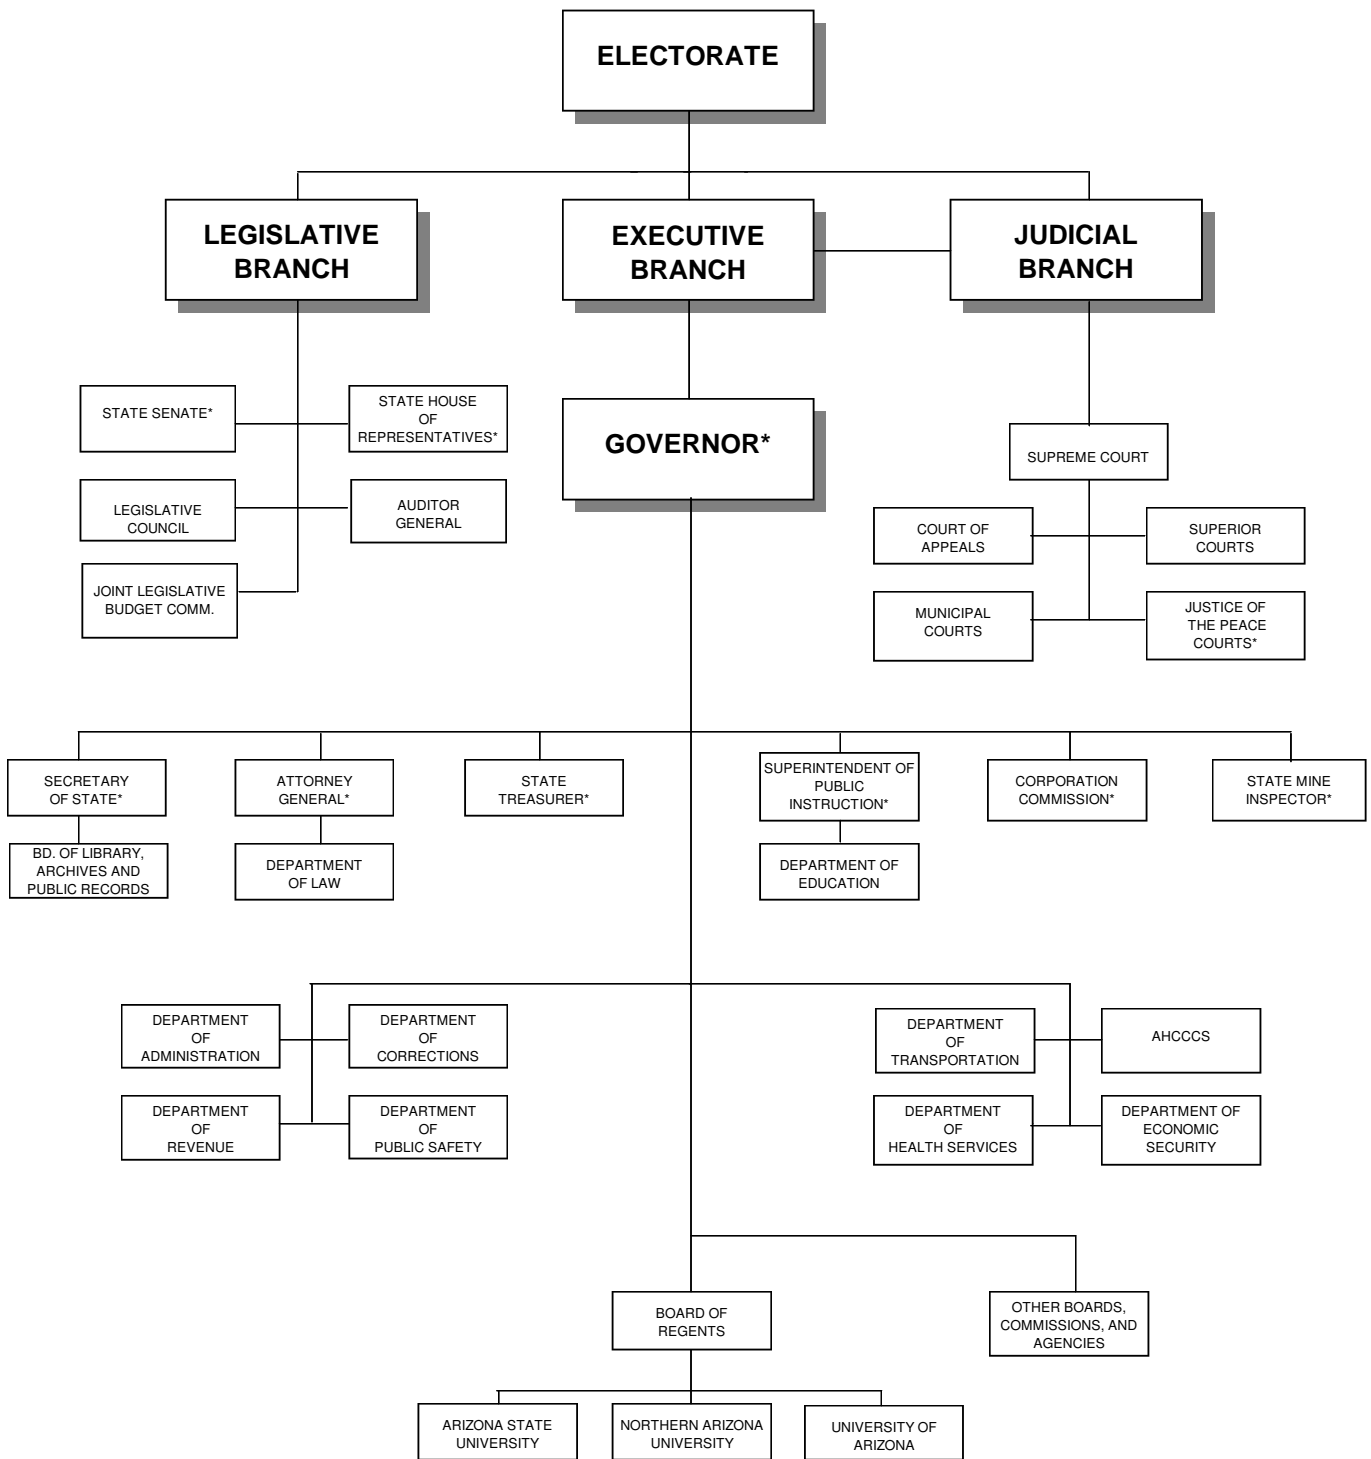 ELECTORATE
LEGISLATIVE
BRANCH
EXECUTIVE
BRANCH
JUDICIAL
BRANCH
STATE SENATE*
STATE HOUSE
OF
REPRESENTATIVES*
GOVERNOR*
SUPREME COURT
LEGISLATIVE
COUNCIL
AUDITOR
GENERAL
COURT OF
APPEALS
SUPERIOR
COURTS
JOINT LEGISLATIVE
BUDGET COMM.
MUNICIPAL
COURTS
JUSTICE OF
THE PEACE
COURTS*
SECRETARY
OF STATE*
ATTORNEY
GENERAL*
STATE
TREASURER*
SUPERINTENDENT OF
PUBLIC
INSTRUCTION*
CORPORATION
COMMISSION*
STATE MINE
INSPECTOR*
BD. OF LIBRARY,
ARCHIVES AND
PUBLIC RECORDS
DEPARTMENT
OF LAW
DEPARTMENT OF
EDUCATION
DEPARTMENT
OF
ADMINISTRATION
DEPARTMENT
OF
CORRECTIONS
DEPARTMENT
OF
TRANSPORTATION
AHCCCS
DEPARTMENT
OF
REVENUE
DEPARTMENT
OF
PUBLIC SAFETY
DEPARTMENT
OF
HEALTH SERVICES
DEPARTMENT OF
ECONOMIC
SECURITY
BOARD OF
REGENTS
OTHER BOARDS,
COMMISSIONS, AND
AGENCIES
ARIZONA STATE
UNIVERSITY
NORTHERN ARIZONA
UNIVERSITY
UNIVERSITY OF
ARIZONA